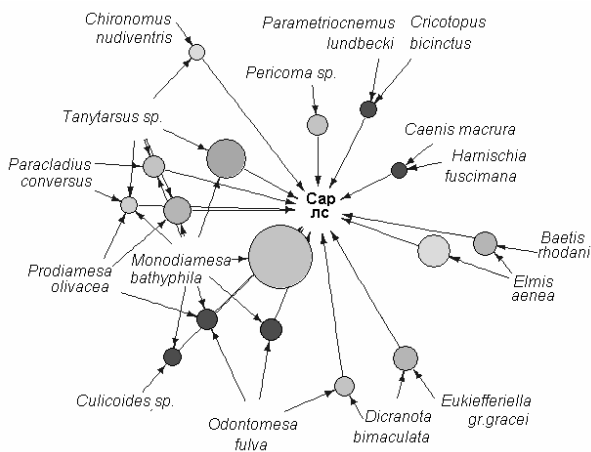 Chironomus
nudiventris
Parametriocnemus
lundbecki
Cricotopus
bicinctus
Pericoma sp.
Tanytarsus sp.
Caenis macrura
Paracladius
conversus
Harnischia
fuscimana
Сар
лс
Baetis
rhodani
Monodiamesa
bathyphila
Prodiamesa
olivacea
Elmis
aenea
Culicoides sp.
Odontomesa
fulva
Dicranota
bimaculata
Eukiefferiella
gr.gracei